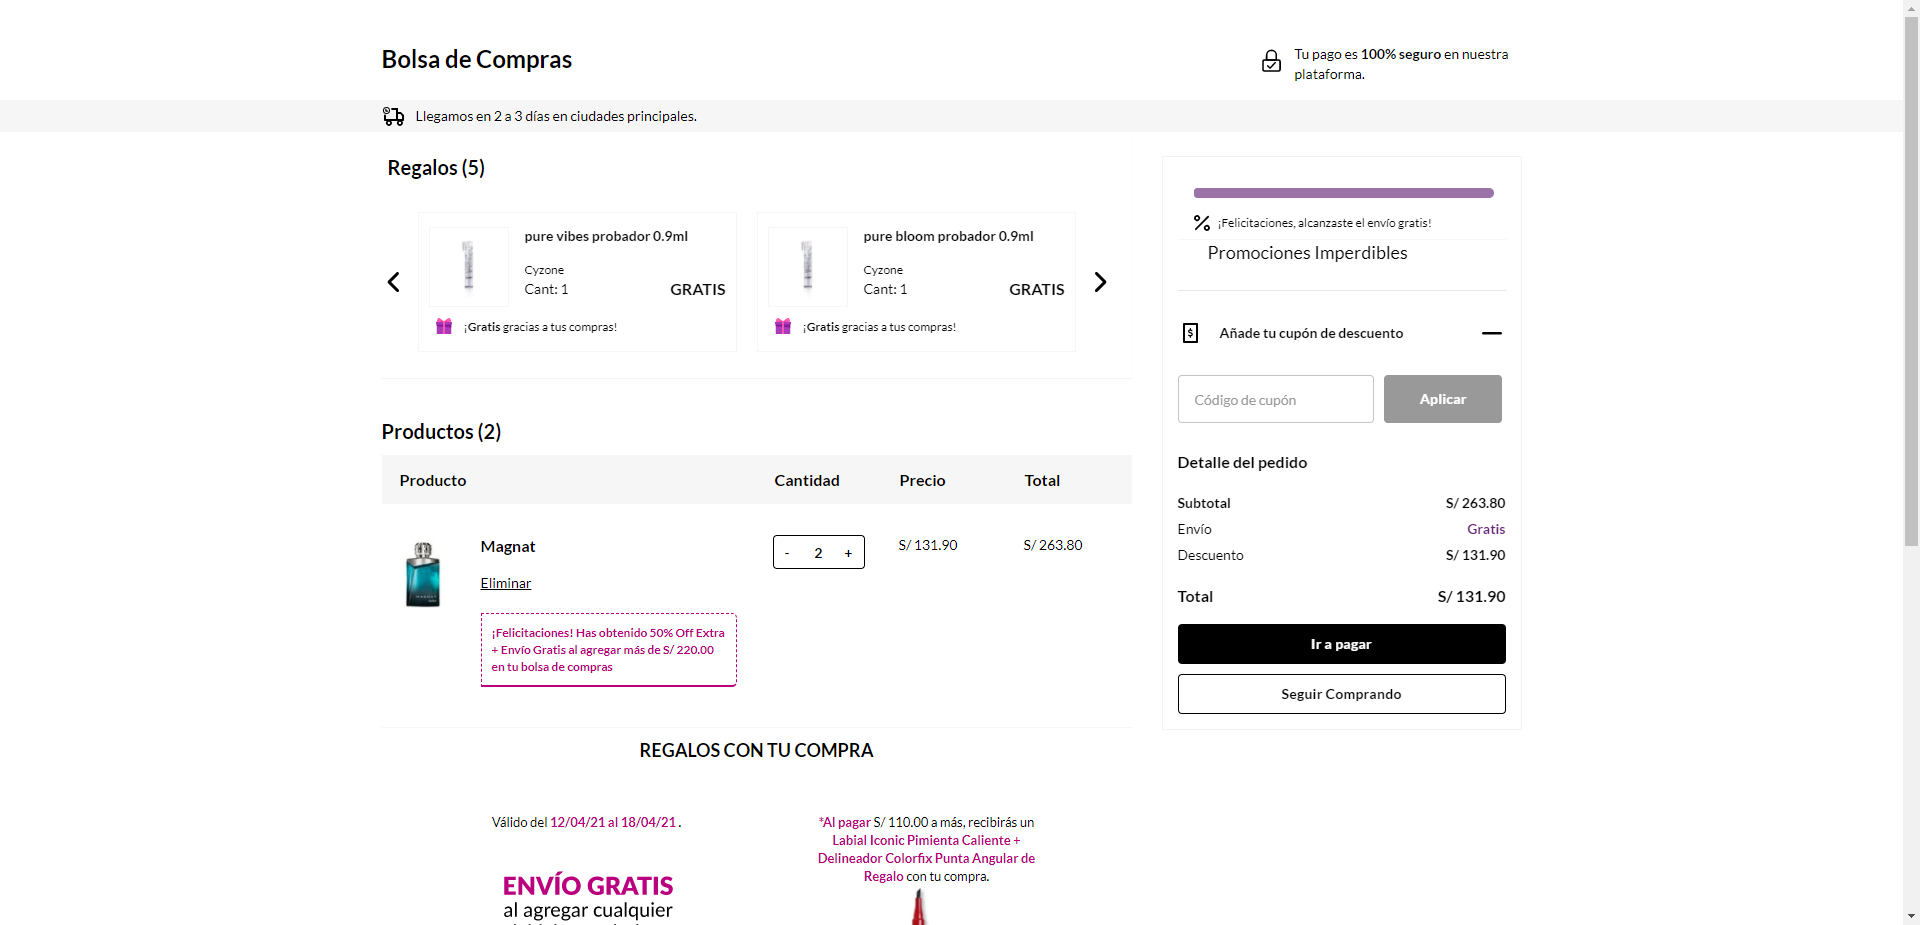 Bolsa de Compras
Tu pago es 100% seguro en nuestra
plataforma.
Llegamos en 2 a 3 días en ciudades principales.
Regalos (5)
pure vibes probador 0.9ml
Cyzone
Cant: 1
GRATIS
¡Gratis gracias a tus compras!
pure bloom probador 0.9ml
Cyzone
Cant: 1
GRATIS
¡Gratis gracias a tus compras!
Productos (2)
Producto Cantidad Precio Total
Magnat
- 2 +
S/ 131.90
S/ 263.80
Eliminar
¡Felicitaciones! Has obtenido 50% Off Extra
+ Envío Gratis al agregar más de S/ 220.00
en tu bolsa de compras
REGALOS CON TU COMPRA
Válido del 12/04/21 al 18/04/21 .
ENVÍO GRATIS
al agregar cualquier
*Al pagar S/ 110.00 a más, recibirás un
Labial Iconic Pimienta Caliente +
Delineador Colorfix Punta Angular de
Regalo con tu compra.
¡Felicitaciones, alcanzaste el envío gratis!
Promociones Imperdibles
Añade tu cupón de descuento
Código de cupón
Aplicar
Detalle del pedido
Subtotal S/ 263.80
Envío Gratis
Descuento S/ 131.90
Total S/ 131.90
Ir a pagar
Seguir Comprando